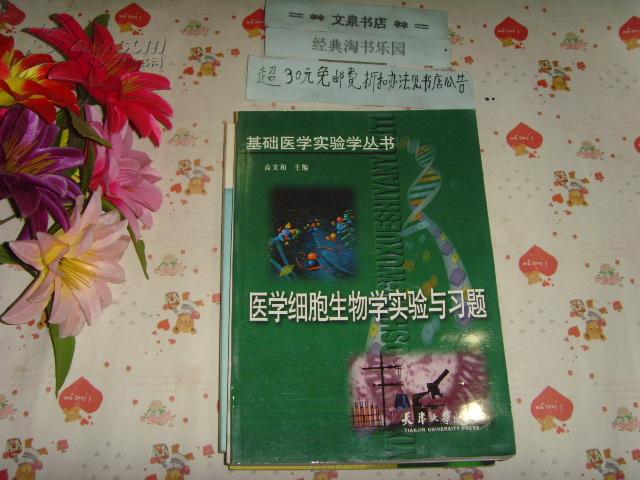 文泉书店
经典淘书乐园
超30元免邮费折扣办法见书店公告
基础医学实验学丛书
高文和 主编
医学细胞生物学实验与习题
天津大学出版社
TIANJIN UNIVERSITY PRESS